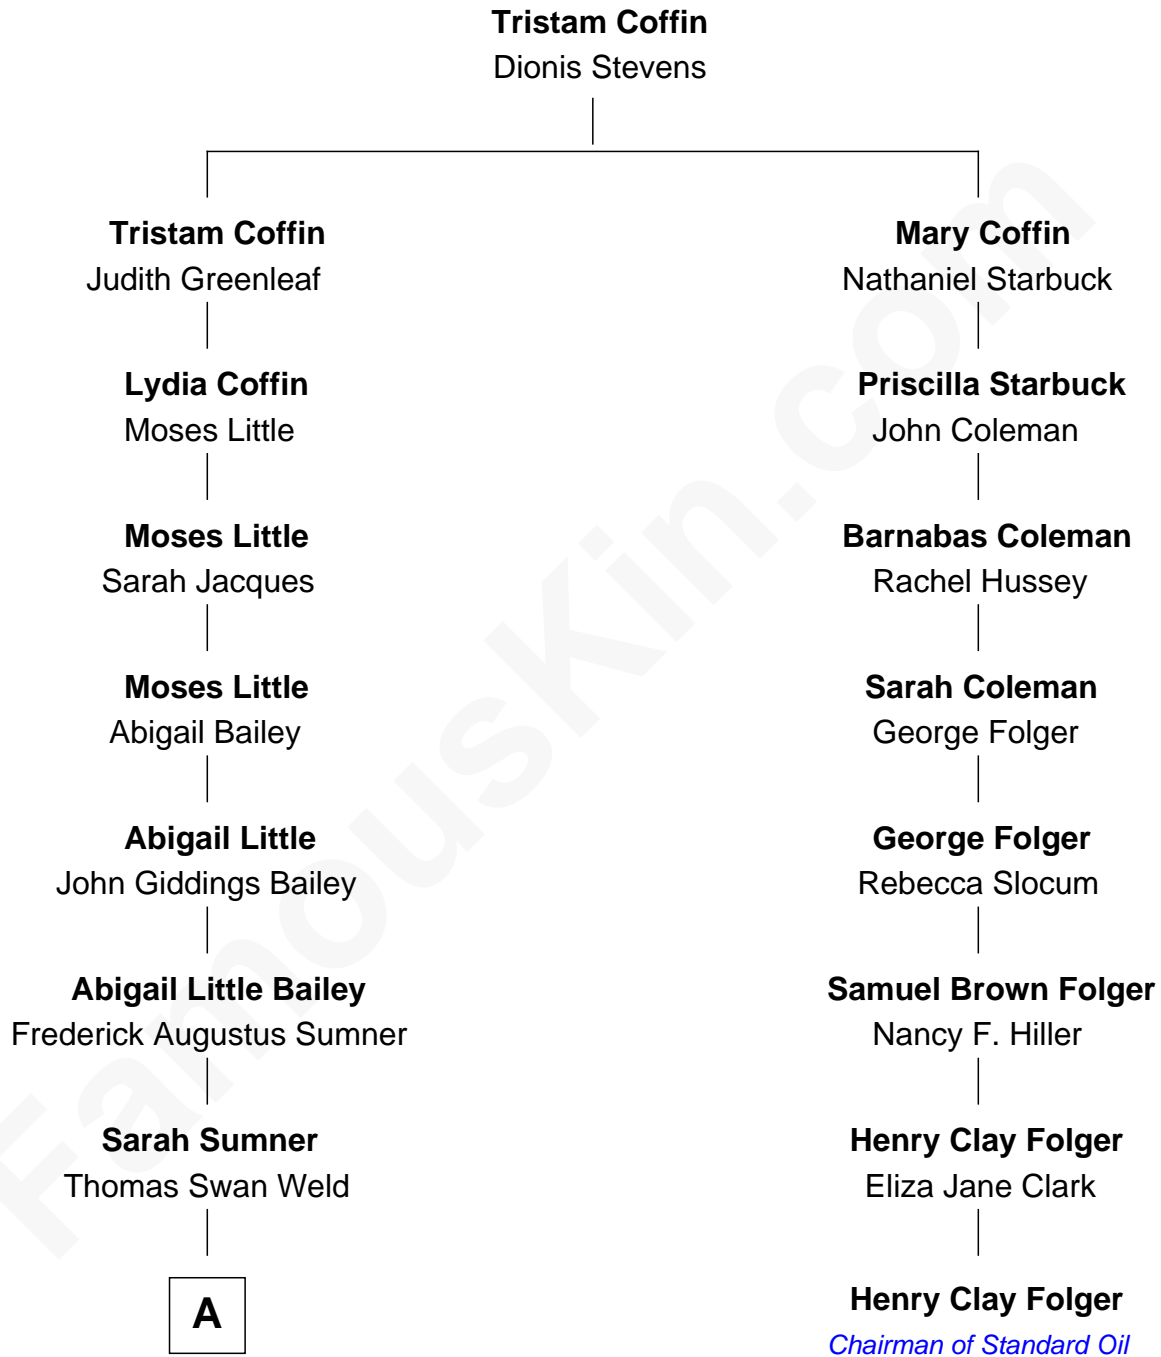 Tristam Coffin
Dionis Stevens
Tristam Coffin
Judith Greenleaf
Mary Coffin
Nathaniel Starbuck
Lydia Coffin
Moses Little
Priscilla Starbuck
John Coleman
Moses Little
Sarah Jacques
Barnabas Coleman
Rachel Hussey
Moses Little
Abigail Bailey
Sarah Coleman
George Folger
Abigail Little
John Giddings Bailey
George Folger
Rebecca Slocum
Abigail Little Bailey
Frederick Augustus Sumner
Samuel Brown Folger
Nancy F. Hiller
Sarah Sumner
Thomas Swan Weld
Henry Clay Folger
Eliza Jane Clark
A
Henry Clay Folger
Chairman of Standard Oil
FamousKin.com